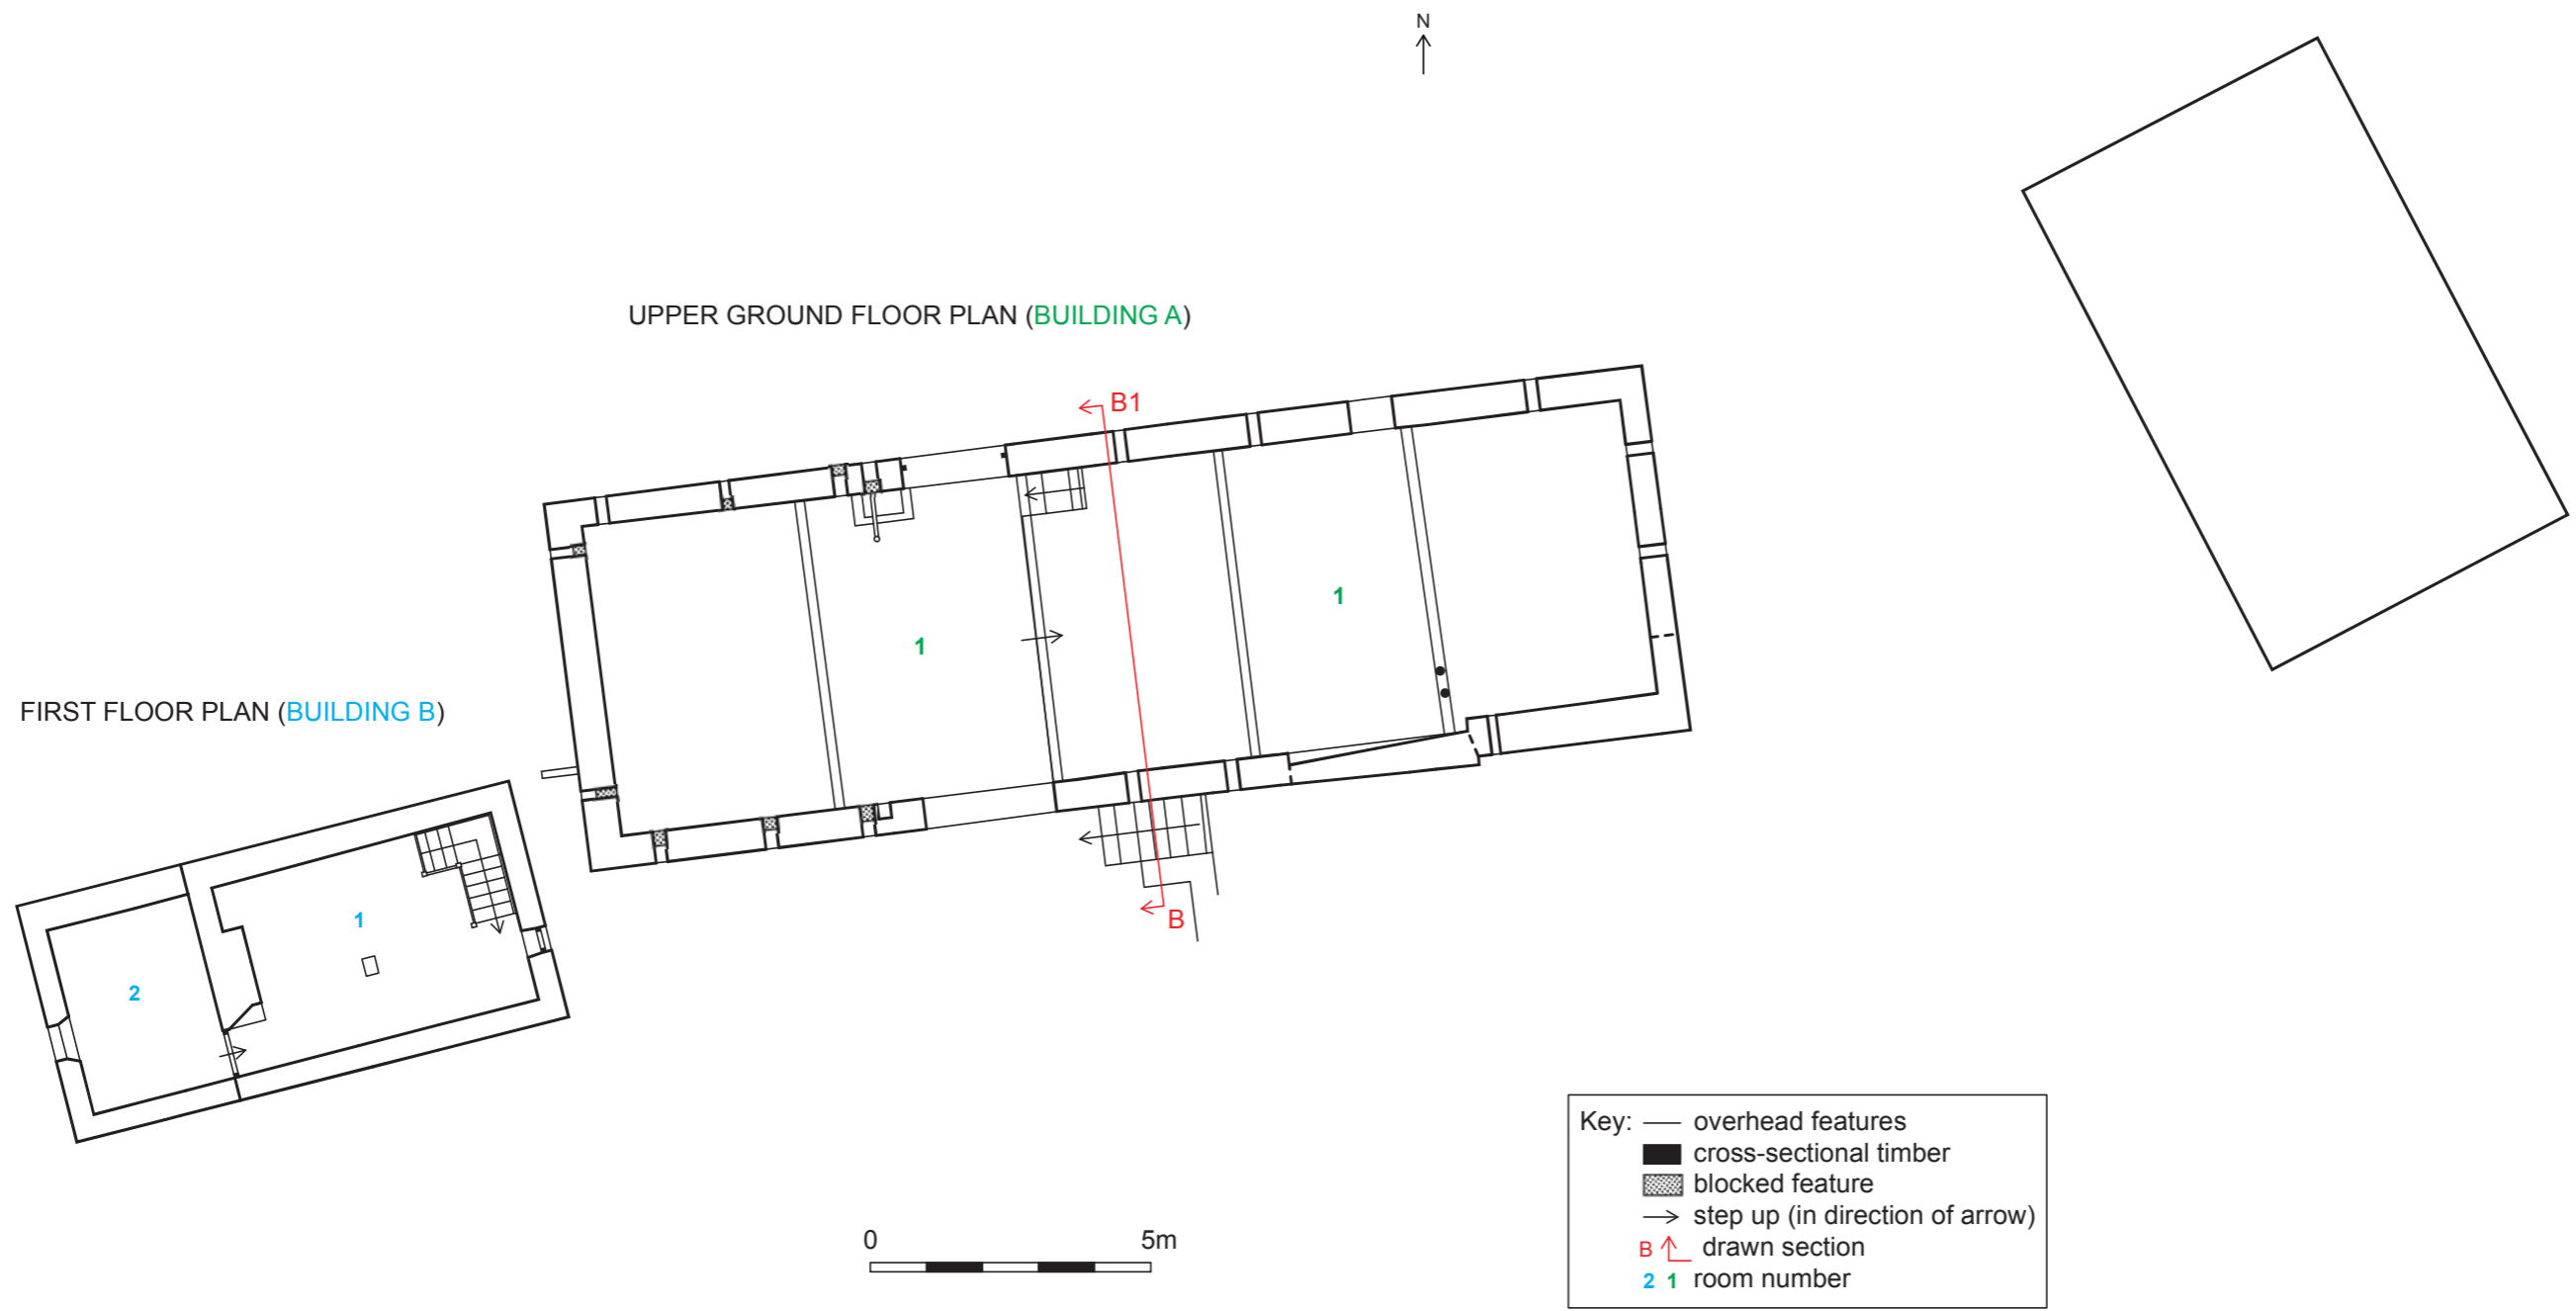 N
UPPER GROUND FLOOR PLAN (BUILDING A)
B1
1
1
FIRST FLOOR PLAN (BUILDING B)
B
1
2
Key:
overhead features
cross-sectional timber
blocked feature
step up (in direction of arrow)
B drawn section
2 1 room number
0 5m